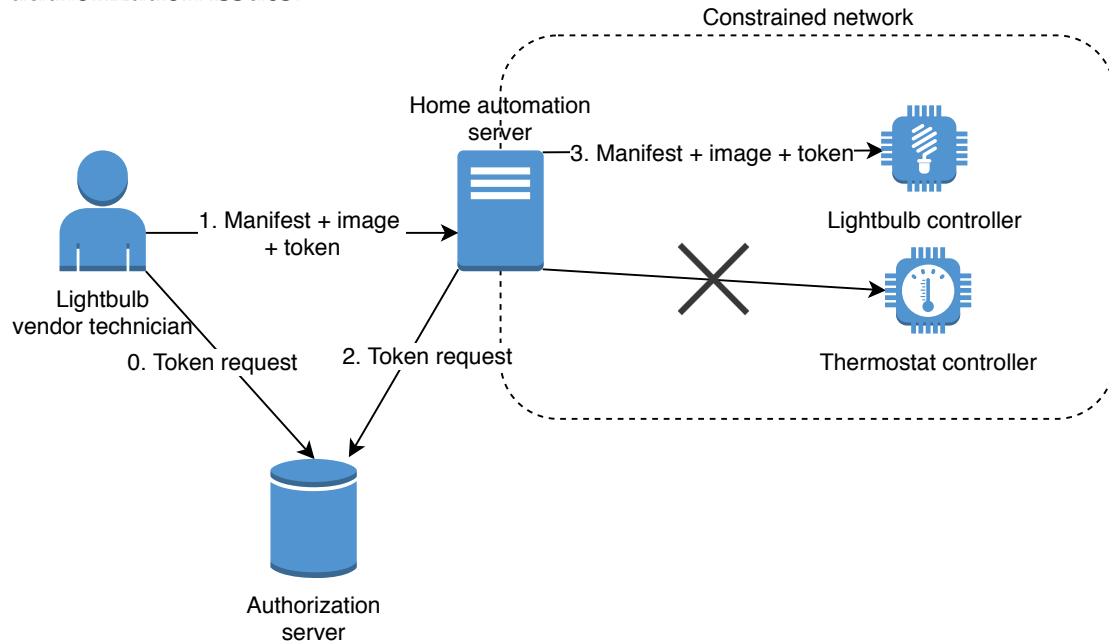 Constrained network
Home automation
server
3. Manifest + image + token
1. Manifest + image
+ token
Lightbulb controller
Lightbulb
vendor technician
0. Token request
2. Token request
Thermostat controller
Authorization
server